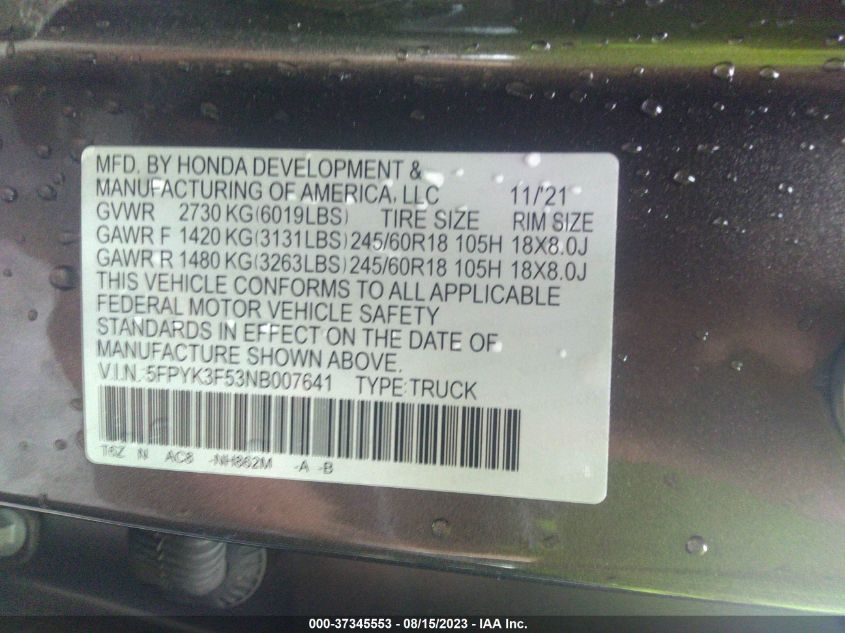 MFD. BY HONDA DEVELOPMENT &
MANUFACTURING OF AMERICA, LLC 11/'21
GVWR 2730 KG(6019LBS) TIRE SIZE RIM SIZE
GAWR F 1420 KG(3131LBS) 245/60R18 105H 18X8.0J
GAWR R 1480 KG(3263LBS) 245/60R18 105H 18X8.0J
THIS VEHICLE CONFORMS TO ALL APPLICABLE
FEDERAL MOTOR VEHICLE SAFETY
STANDARDS IN EFFECT ON THE DATE OF
MANUFACTURE SHOWN ABOVE.
V.I.N. 5FPYK3F53NB007641 TYPE:TRUCK
T6Z N AC8 -NH862M -A -B
000-37345553 - 08/15/2023 - IAA Inc.